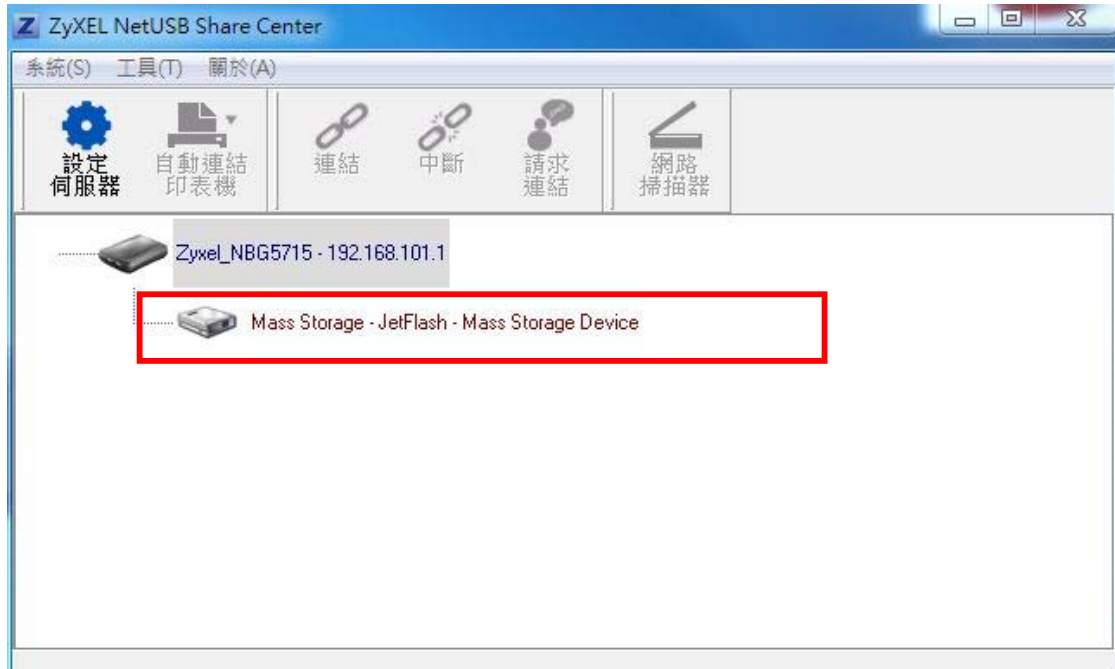 ZyXEL NetUSB Share Center
系統(S) 工具(T) 關於(A)
設定
伺服器
自動連結
印表機
連結
中斷
請求
連結
網路
掃描器
Zyxel_NBG5715 - 192.168.101.1
Mass Storage - JetFlash - Mass Storage Device